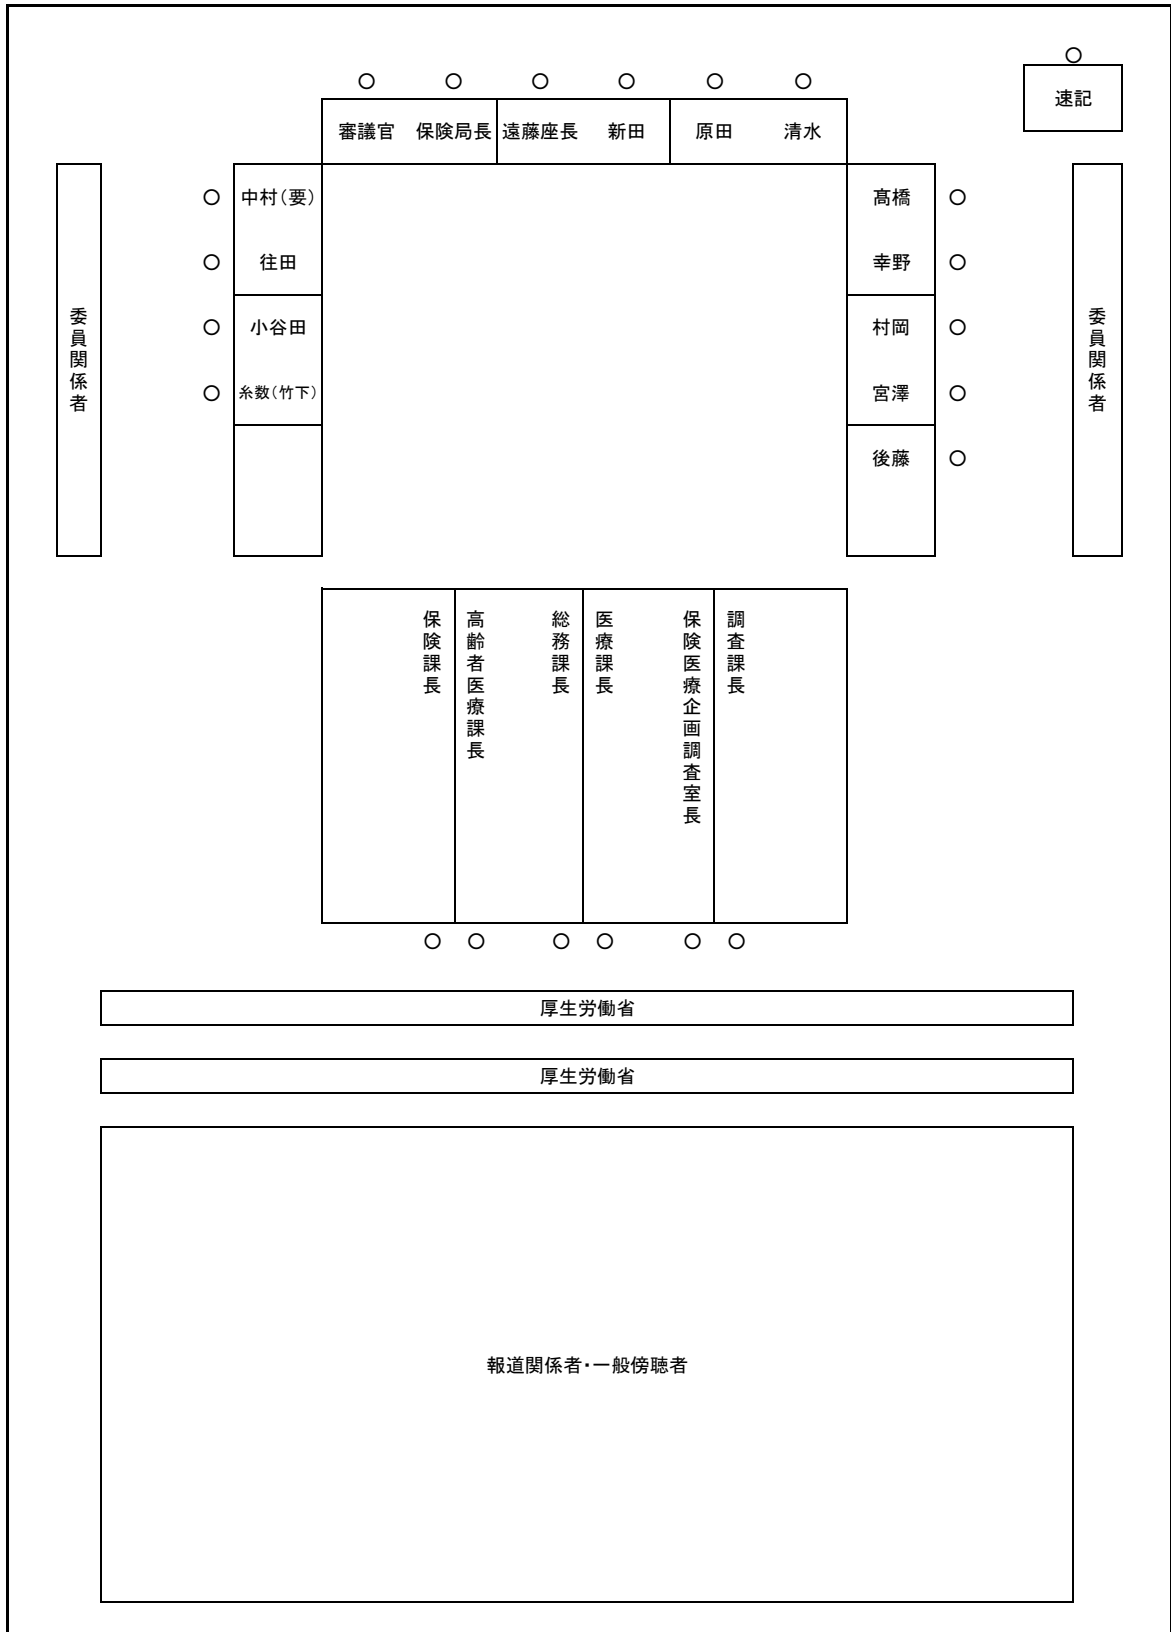 ○
速記
○ ○ ○ ○ ○ ○
審議官 保険局長 遠藤座長 新田 原田 清水
○ 中村(要)
○ 往田
○ 小谷田
○ 糸数(竹下)
髙橋 ○
幸野 ○
村岡 ○
宮澤 ○
後藤 ○
委員関係者
委員関係者
保険課長
高齢者医療課長
総務課長
医療課長
保険医療企画調査室長
調査課長
○ ○ ○ ○ ○ ○
厚生労働省
厚生労働省
報道関係者・一般傍聴者